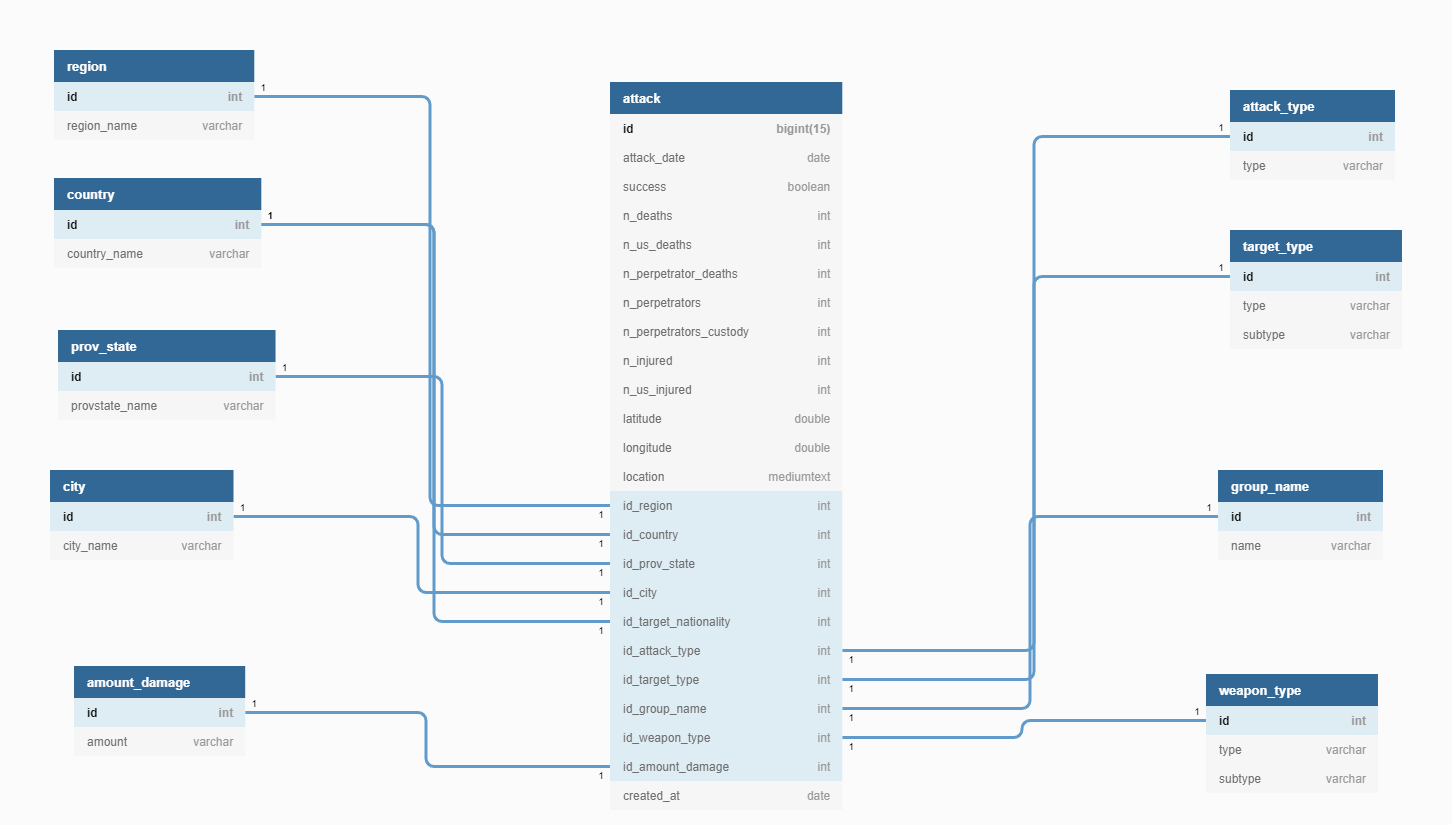 region
id int
region_name varchar
1
country
id int
country_name varchar
1
prov_state
id int
provstate_name varchar
1
city
id int
city_name varchar
1
amount_damage
id int
amount varchar
1
attack
id bigint(15)
attack_date date
success boolean
n_deaths int
n_us_deaths int
n_perpetrator_deaths int
n_perpetrators int
n_perpetrators_custody int
n_injured int
n_us_injured int
latitude double
longitude double
location mediumtext
id_region int
1
id_country int
1
id_prov_state int
1
id_city int
1
id_target_nationality int
1
id_attack_type int
1
id_target_type int
1
id_group_name int
1
id_weapon_type int
1
id_amount_damage int
1
created_at date
attack_type
1
id int
type varchar
target_type
1
id int
type varchar
subtype varchar
group_name
1
id int
name varchar
weapon_type
1
id int
type varchar
subtype varchar